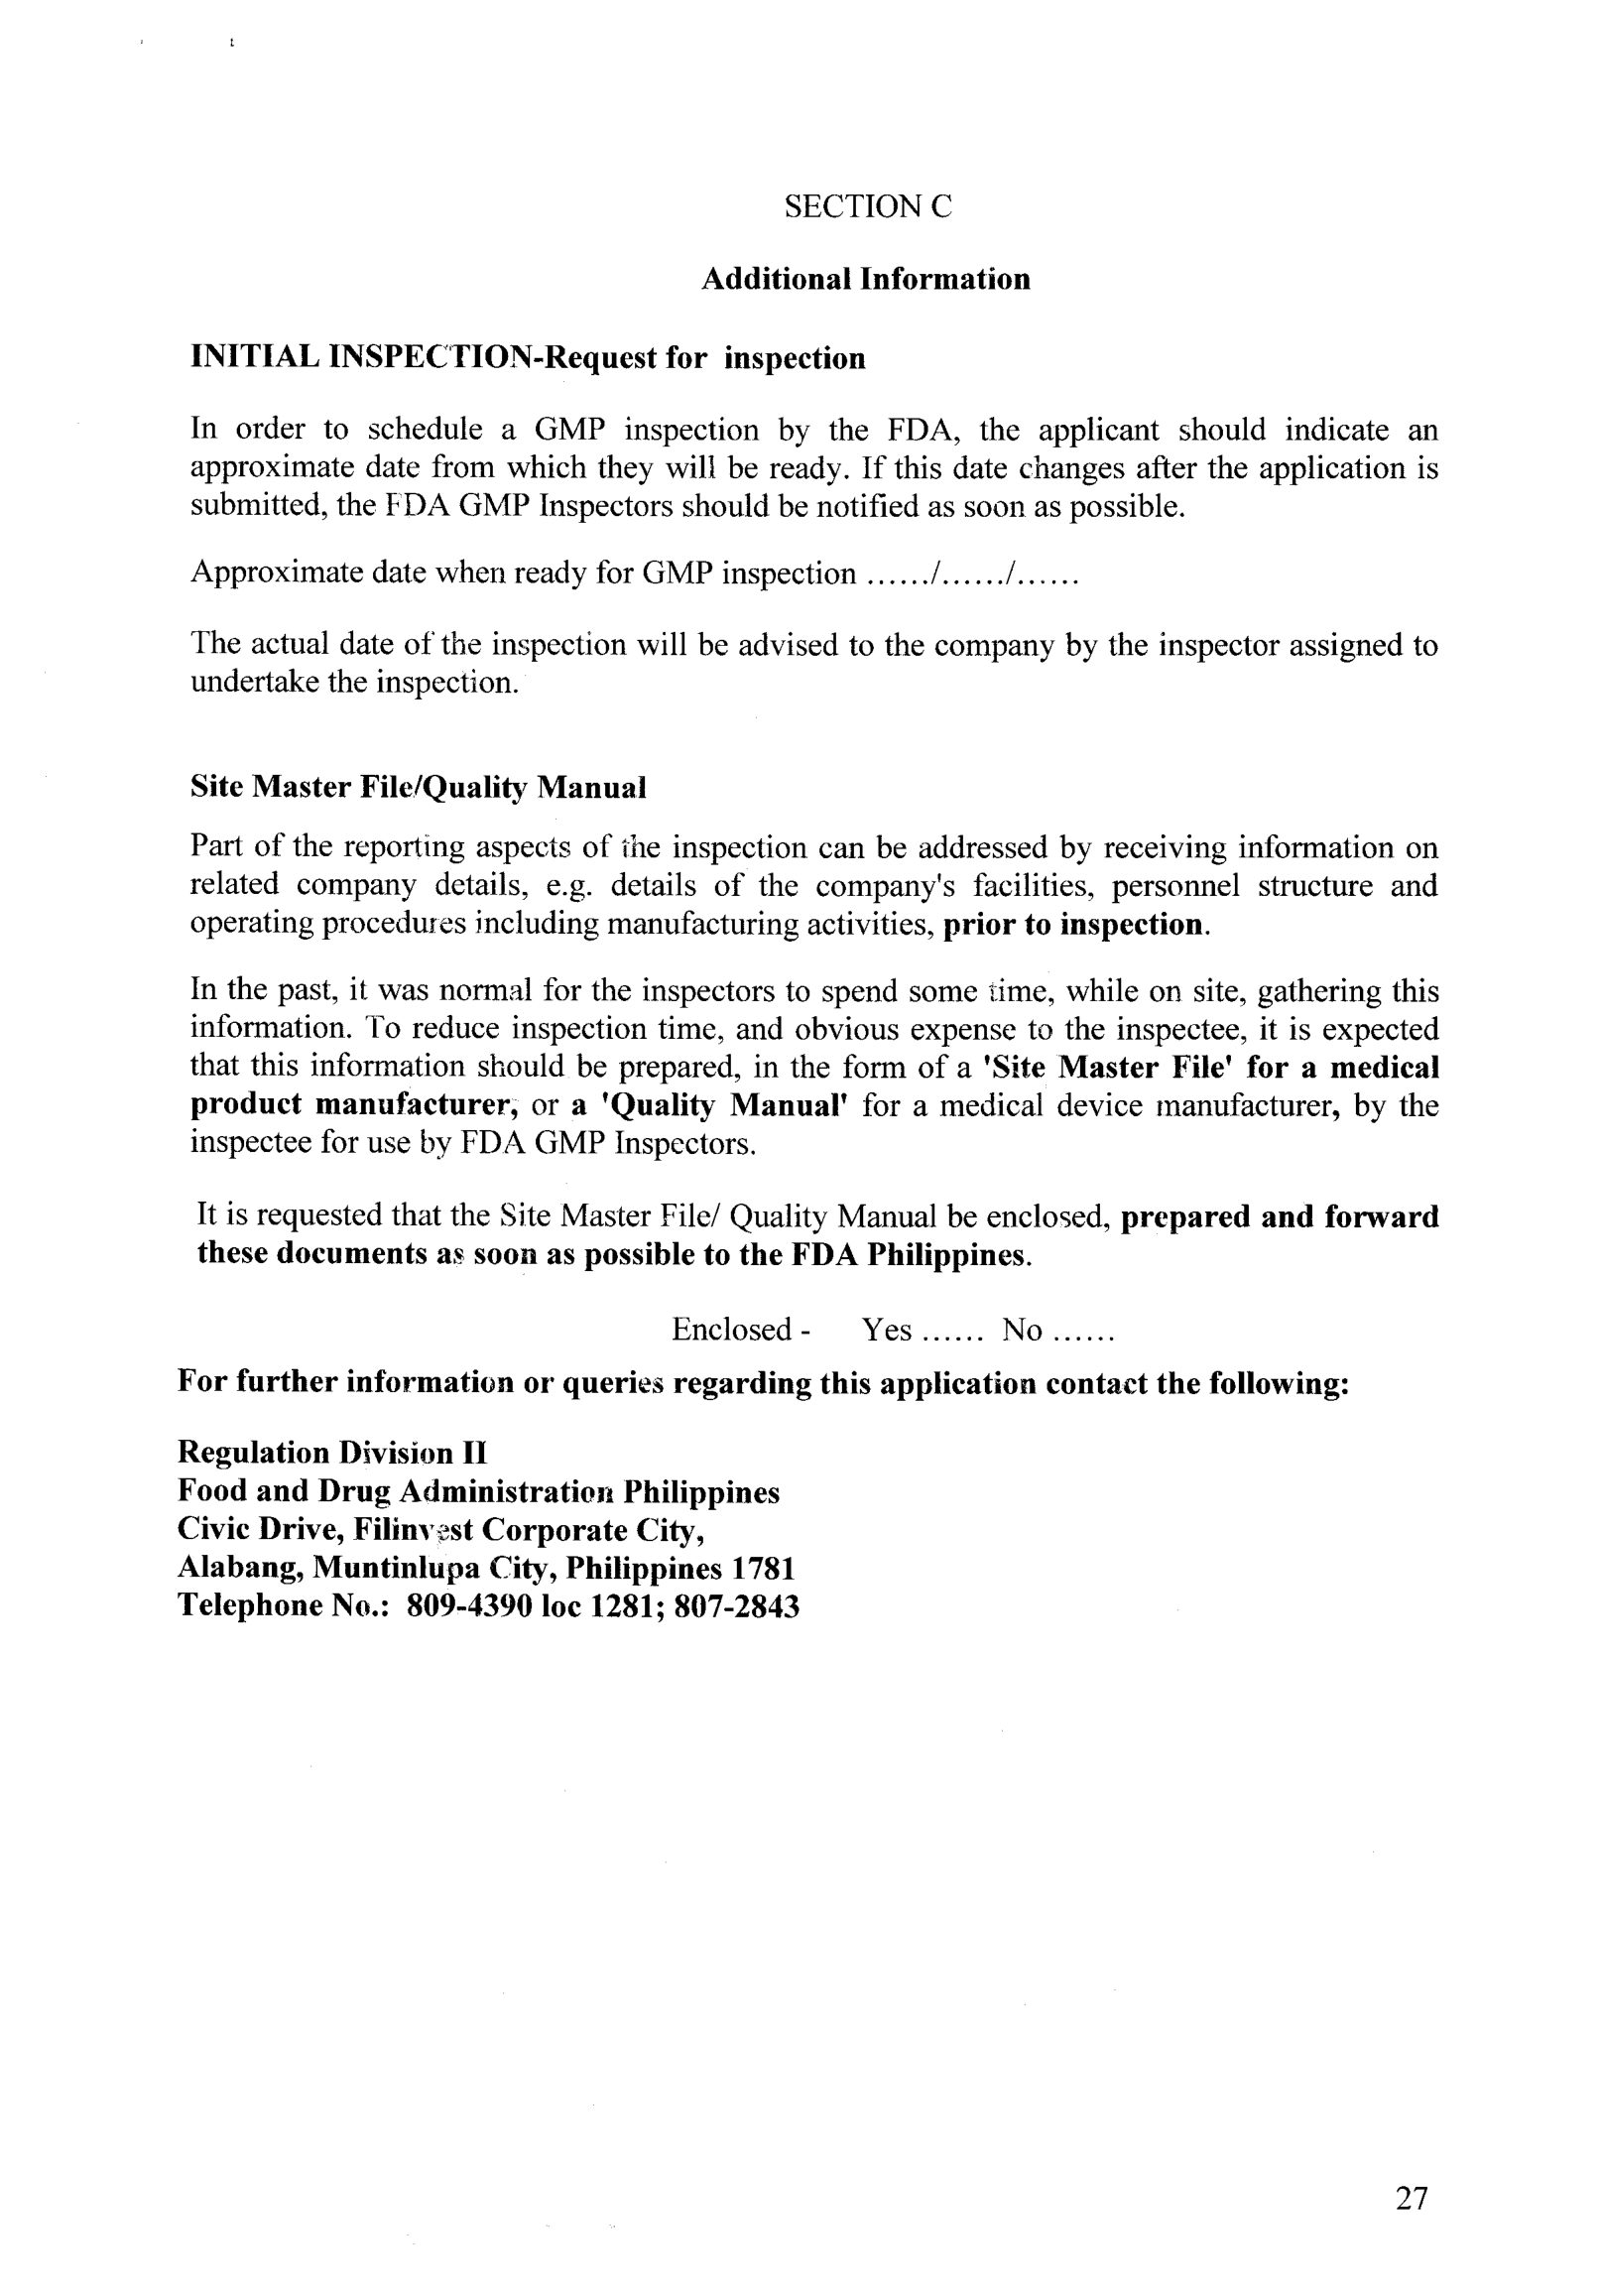 SECTION C
Additional Information
INITIAL INSPECTION-Request for inspection
In order to schedule a GMP inspection by the FDA, the applicant should indicate an
approximate date from which they will be ready. If this date changes after the application is
submitted, the FDA GMP Inspectors should be notified as soon as possible.
Approximate date when ready for GMP inspection ....../....../......
The actual date of the inspection will be advised to the company by the inspector assigned to
undertake the inspection.
Site Master File/Quality Manual
Part of the reporting aspects of the inspection can be addressed by receiving information on
related company details, e.g. details of the company's facilities, personnel structure and
operating procedures including manufacturing activities, prior to inspection.
In the past, it was normal for the inspectors to spend some time, while on site, gathering this
information. To reduce inspection time, and obvious expense to the inspectee, it is expected
that this information should be prepared, in the form of a 'Site Master File' for a medical
product manufacturer, or a 'Quality Manual' for a medical device manufacturer, by the
inspectee for use by FDA GMP Inspectors.
It is requested that the Site Master File/ Quality Manual be enclosed, prepared and forward
these documents as soon as possible to the FDA Philippines.
Enclosed - Yes ...... No ......
For further information or queries regarding this application contact the following:
Regulation Division II
Food and Drug Administration Philippines
Civic Drive, Filinvest Corporate City,
Alabang, Muntinlupa City, Philippines 1781
Telephone No.: 809-4390 loc 1281; 807-2843
27